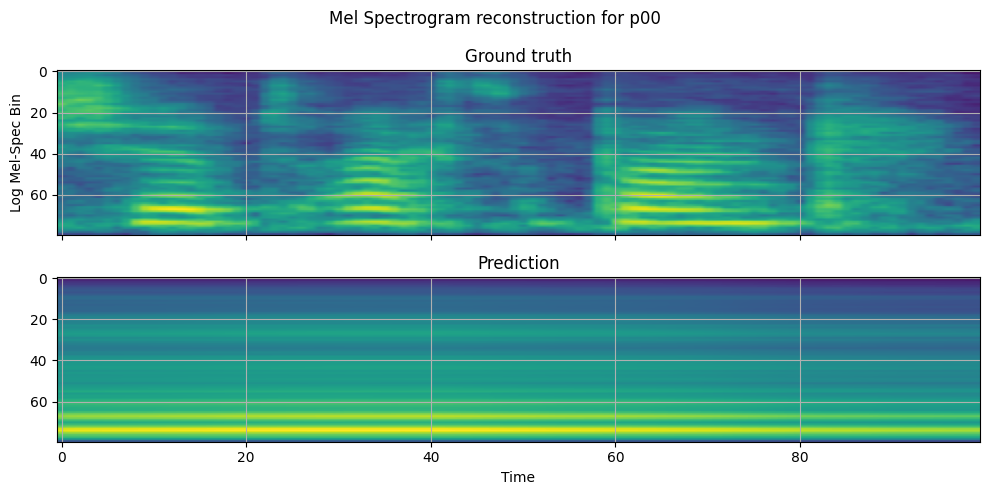 Mel Spectrogram reconstruction for p00
Ground truth
0
20
40
60
Log Mel-Spec Bin
Prediction
0
20
40
60
0 20 40 60 80
Time